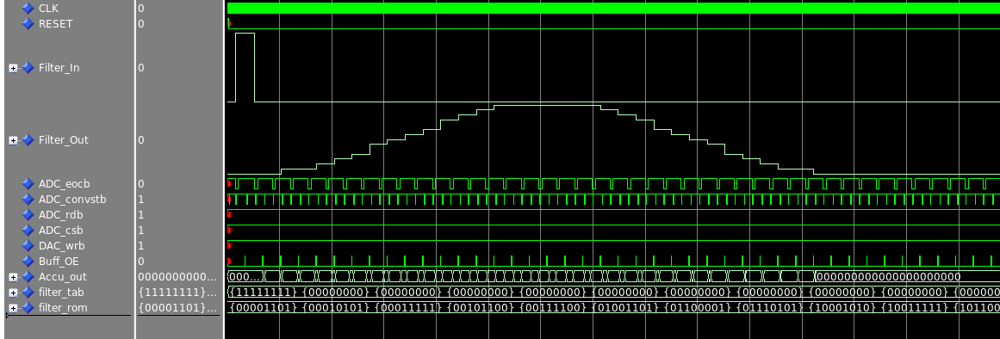 CLK 0
RESET 0
Filter_In 0
Filter_Out 0
ADC_eocb 0
ADC_convstb 1
ADC_rdb 1
ADC_csb 1
DAC_wrb 1
Buff_OE 0
Accu_out 0000000000... (000... )0000000000000000000000
filter_tab {11111111}... {11111111} {00000000} {00000000} {00000000} {00000000} {00000000} {00000000} {00000000} {00000000} {00000000} {000000
filter_rom {00001101}... {00001101} {00010101} {00011111} {00101100} {00111100} {01001101} {01100001} {01110101} {10001010} {10011111} {101100